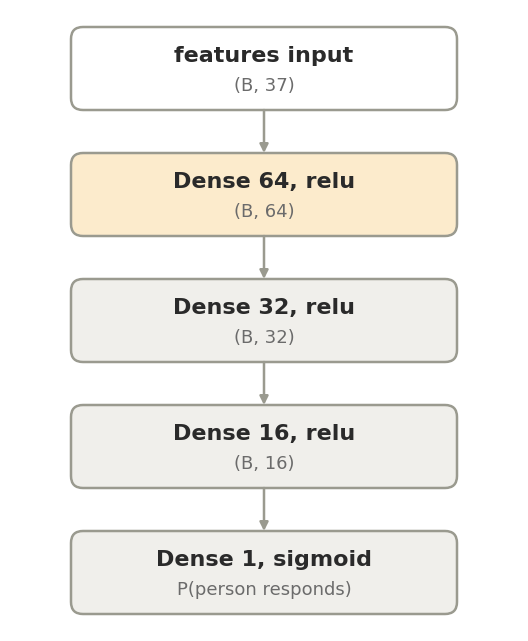 features input
(B, 37)
Dense 64, relu
(B, 64)
Dense 32, relu
(B, 32)
Dense 16, relu
(B, 16)
Dense 1, sigmoid
P(person responds)